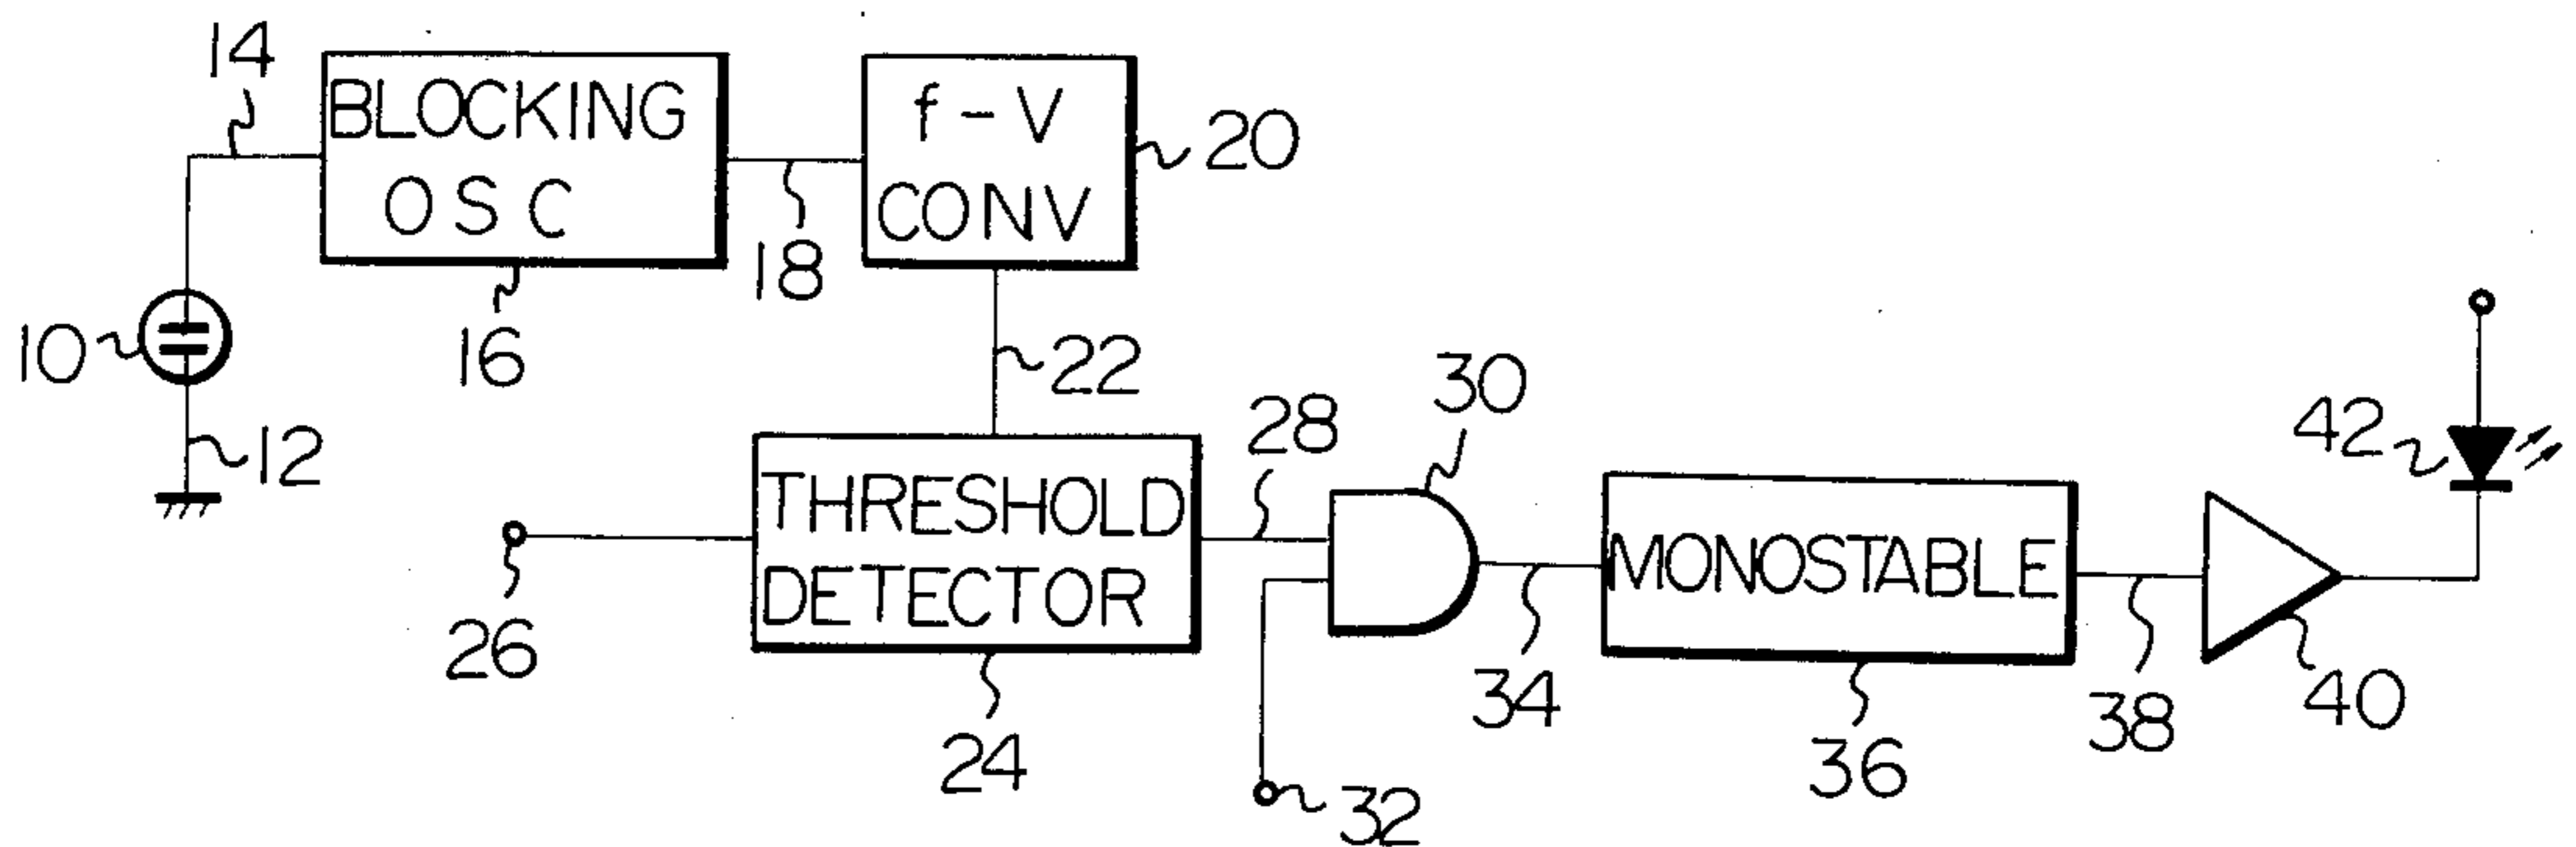 14
BLOCKING
OSC
f-V
CONV
20
18
10
16
12
22
30
28
42
THRESHOLD
DETECTOR
MONOSTABLE
26
34
40
24
36
38
32